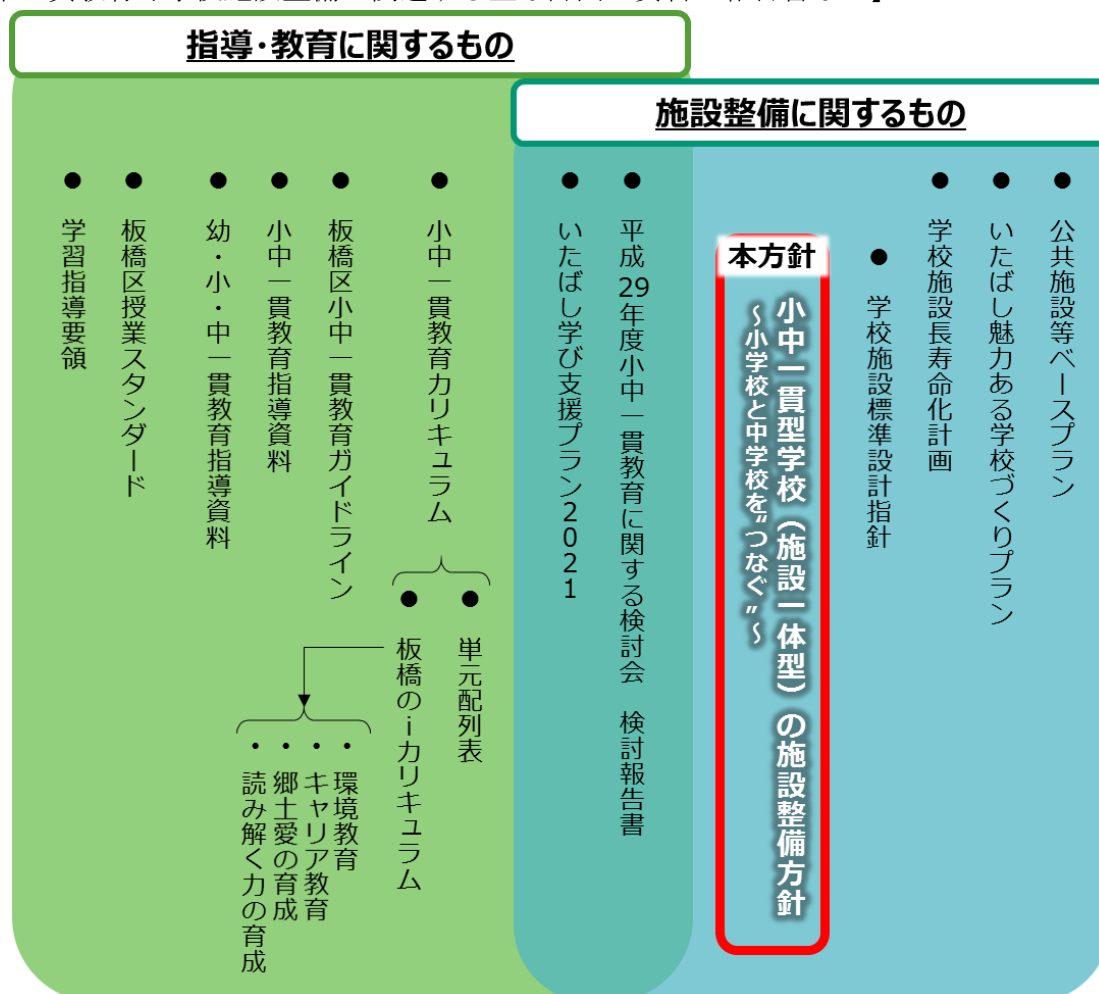 指導・教育に関するもの
施設整備に関するもの
● 公共施設等ベースプラン
● いたばし魅力ある学校づくりプラン
● 学校施設長寿命化計画
● 学校施設標準設計指針
本方針
小中一貫型学校（施設一体型）の施設整備方針
～小学校と中学校を“つなぐ”～
● 平成29年度小中一貫教育に関する検討会　検討報告書
● いたばし学び支援プラン2021
● 小中一貫教育カリキュラム
● 単元配列表
● 板橋のiカリキュラム
・環境教育
・キャリア教育
・郷土愛の育成
・読み解く力の育成
● 板橋区小中一貫教育ガイドライン
● 小中一貫教育指導資料
● 幼・小・中一貫教育指導資料
● 板橋区授業スタンダード
● 学習指導要領